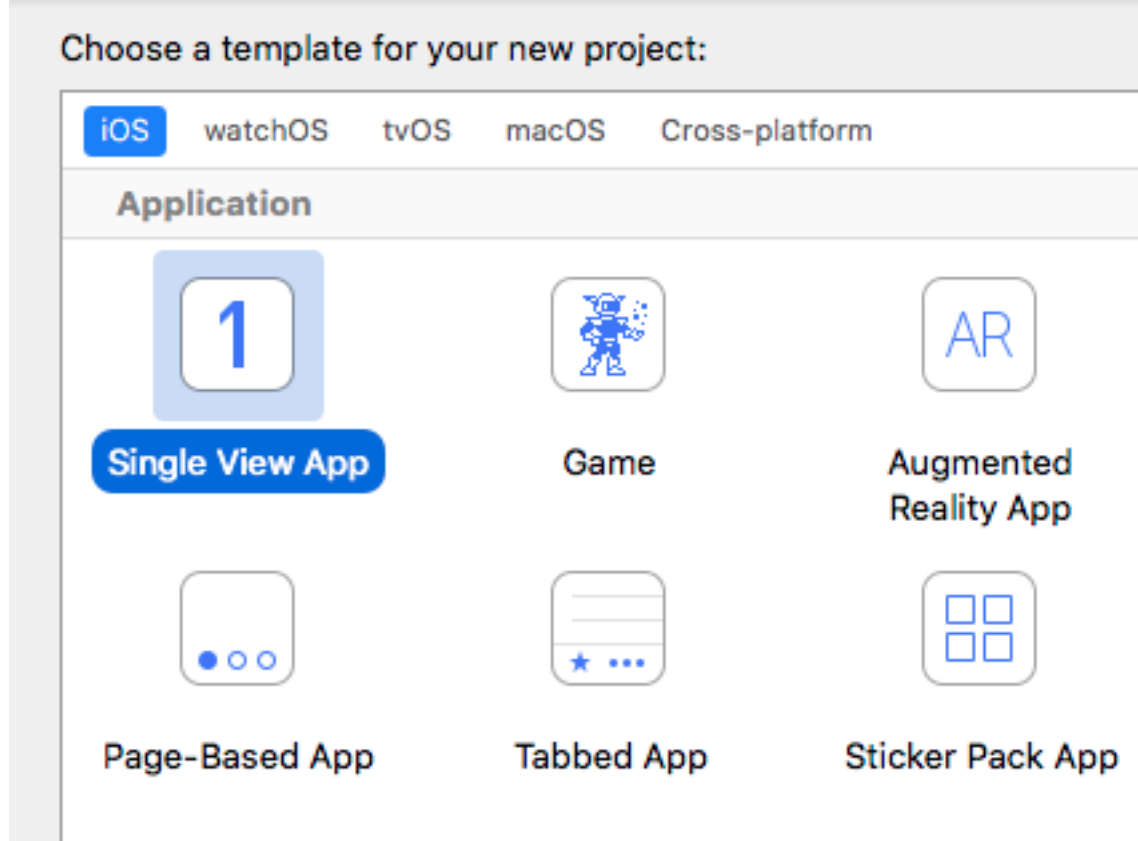 Choose a template for your new project:
iOS watchOS tvOS macOS Cross-platform
Application
1
AR
Single View App
Game
Augmented
Reality App
Page-Based App
Tabbed App
Sticker Pack App